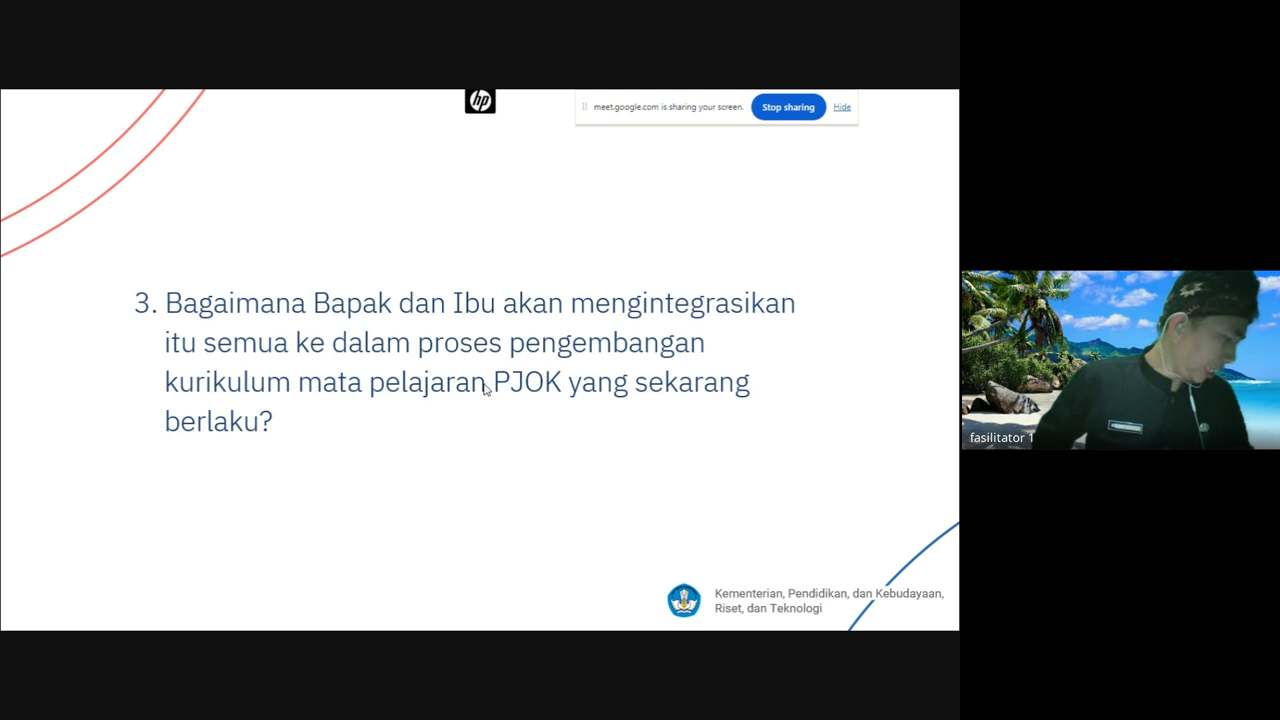 hp
meet.google.com is sharing your screen.
Stop sharing
Hide
3. Bagaimana Bapak dan Ibu akan mengintegrasikan
itu semua ke dalam proses pengembangan
kurikulum mata pelajaran PJOK yang sekarang
berlaku?
fasilitator 1
Kementerian, Pendidikan, dan Kebudayaan,
Riset, dan Teknologi